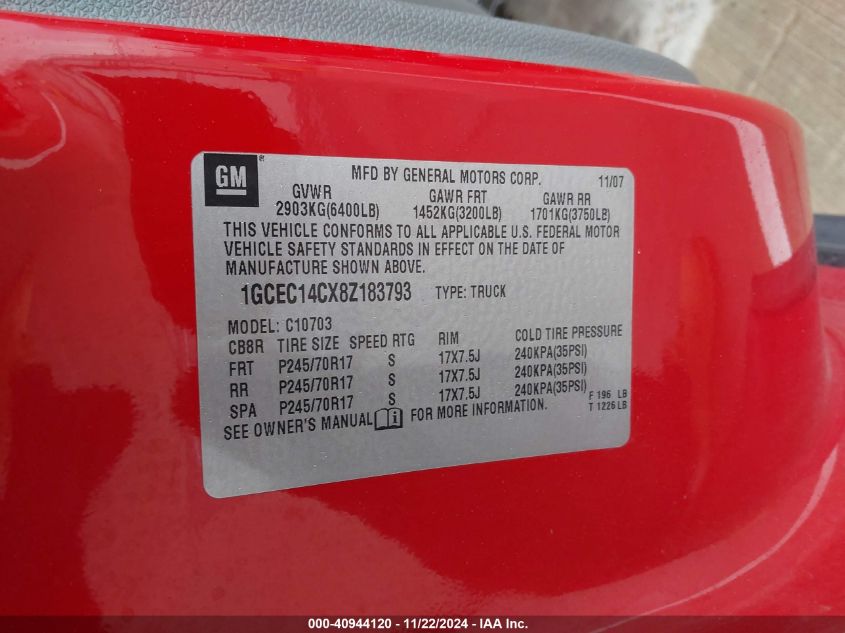 GM ®
MFD BY GENERAL MOTORS CORP. 11/07
GVWR GAWR FRT GAWR RR
2903KG(6400LB) 1452KG(3200LB) 1701KG(3750LB)
THIS VEHICLE CONFORMS TO ALL APPLICABLE U.S. FEDERAL MOTOR
VEHICLE SAFETY STANDARDS IN EFFECT ON THE DATE OF
MANUFACTURE SHOWN ABOVE.
1GCEC14CX8Z183793 TYPE: TRUCK
MODEL: C10703
CB8R TIRE SIZE SPEED RTG RIM COLD TIRE PRESSURE
FRT P245/70R17 S 17X7.5J 240KPA(35PSI)
RR P245/70R17 S 17X7.5J 240KPA(35PSI)
SPA P245/70R17 S 17X7.5J 240KPA(35PSI) F 196 LB
T 1226 LB
SEE OWNER'S MANUAL FOR MORE INFORMATION.
000-40944120 - 11/22/2024 - IAA Inc.